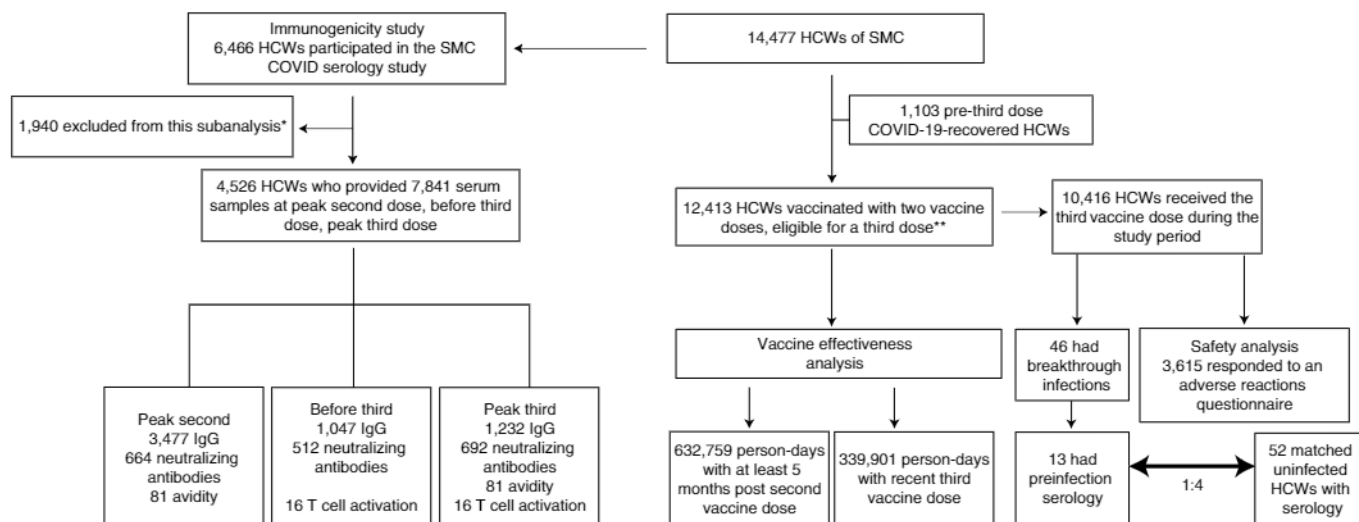 Immunogenicity study
6,466 HCWs participated in the SMC
COVID serology study
14,477 HCWs of SMC
1,940 excluded from this subanalysis*
1,103 pre-third dose
COVID-19-recovered HCWs
4,526 HCWs who provided 7,841 serum
samples at peak second dose, before third
dose, peak third dose
12,413 HCWs vaccinated with two vaccine
doses, eligible for a third dose**
10,416 HCWs received the
third vaccine dose during the
study period
Vaccine effectiveness
analysis
46 had
breakthrough
infections
Safety analysis
3,615 responded to an
adverse reactions
questionnaire
Peak second
3,477 IgG
664 neutralizing
antibodies
81 avidity
Before third
1,047 IgG
512 neutralizing
antibodies
16 T cell activation
Peak third
1,232 IgG
692 neutralizing
antibodies
81 avidity
16 T cell activation
632,759 person-days
with at least 5
months post second
vaccine dose
339,901 person-days
with recent third
vaccine dose
13 had
preinfection
serology
1:4
52 matched
uninfected
HCWs with
serology